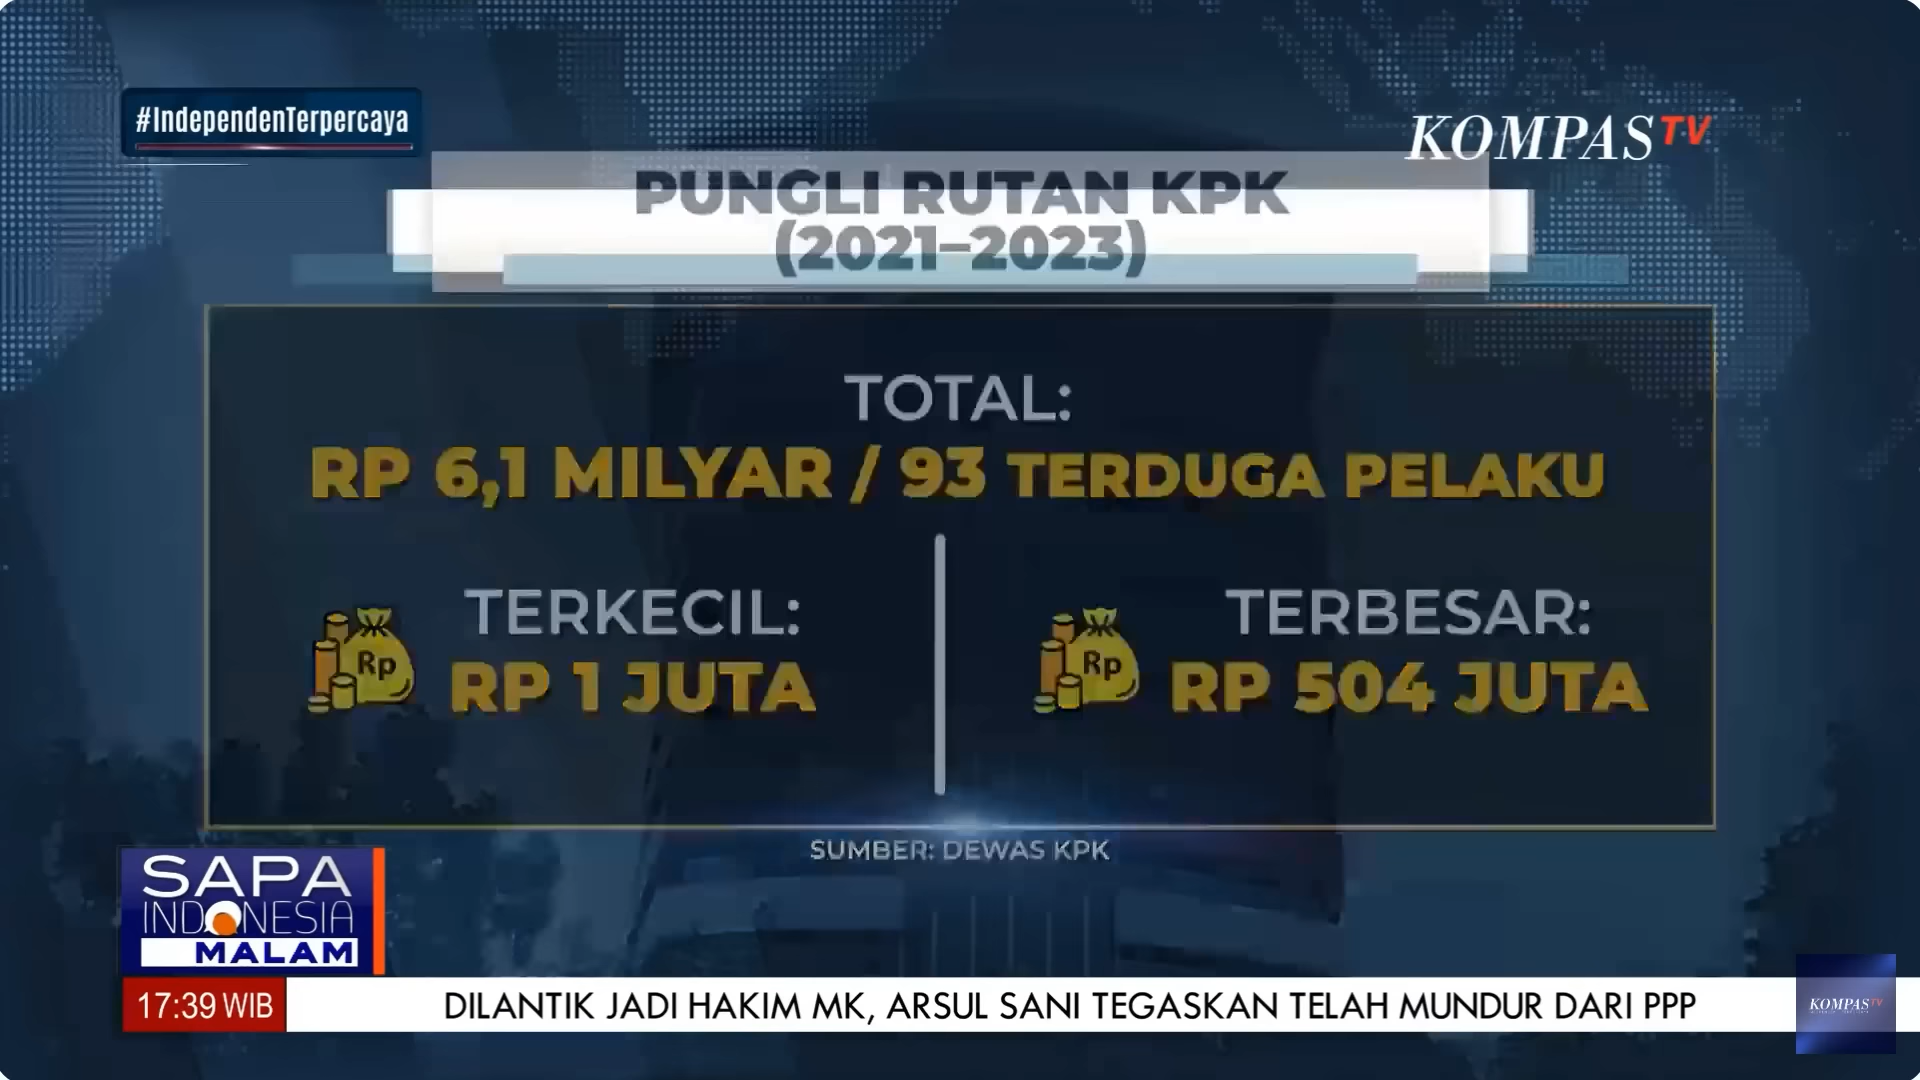 #IndependenTerpercaya
KOMPAS TV
PUNGLI RUTAN KPK
(2021–2023)
TOTAL:
RP 6,1 MILYAR / 93 TERDUGA PELAKU
TERKECIL:
Rp
RP 1 JUTA
TERBESAR:
Rp
RP 504 JUTA
SUMBER: DEWAS KPK
SAPA
INDONESIA
MALAM
17:39 WIB
DILANTIK JADI HAKIM MK, ARSUL SANI TEGASKAN TELAH MUNDUR DARI PPP
KOMPAS TV